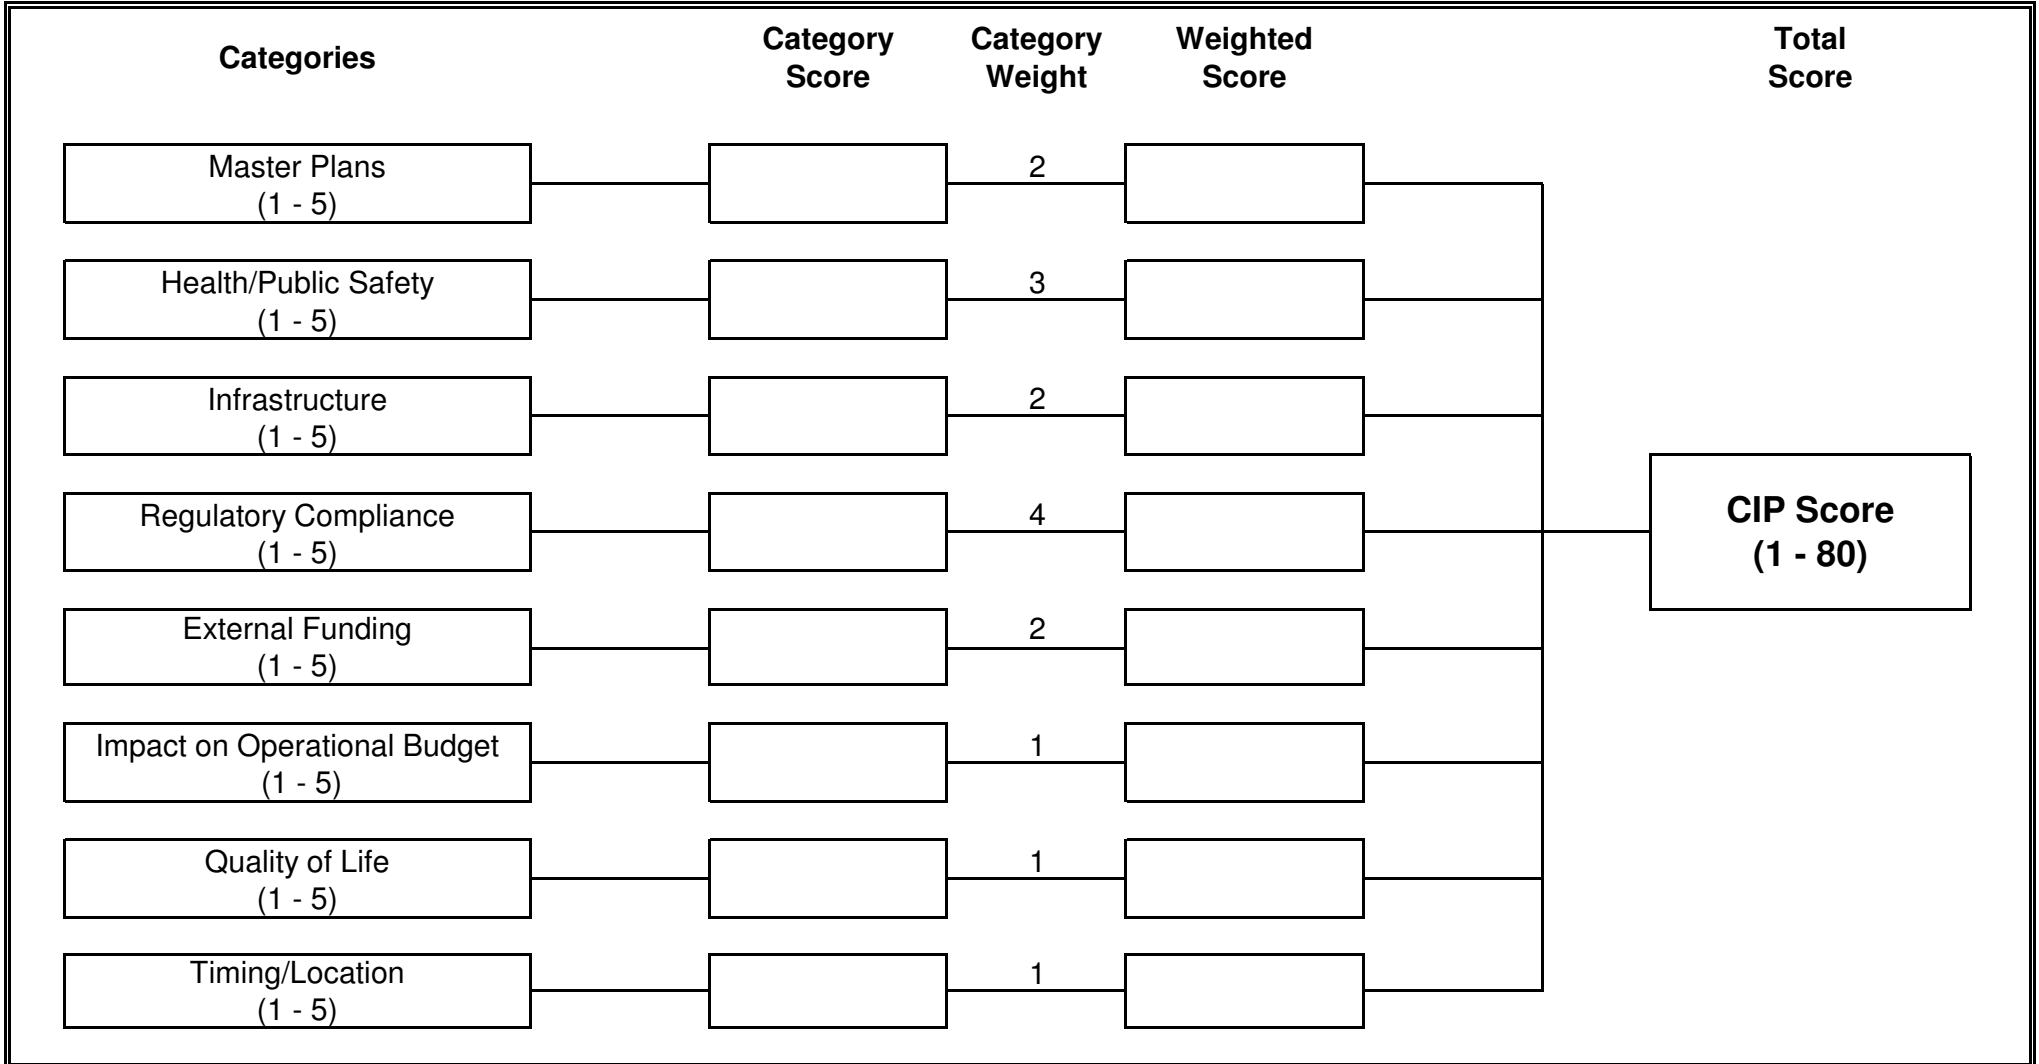 Categories
Category
Score
Category
Weight
Weighted
Score
Total
Score
Master Plans
(1 - 5)
2
Health/Public Safety
(1 - 5)
3
Infrastructure
(1 - 5)
2
Regulatory Compliance
(1 - 5)
4
External Funding
(1 - 5)
2
Impact on Operational Budget
(1 - 5)
1
Quality of Life
(1 - 5)
1
Timing/Location
(1 - 5)
1
CIP Score
(1 - 80)